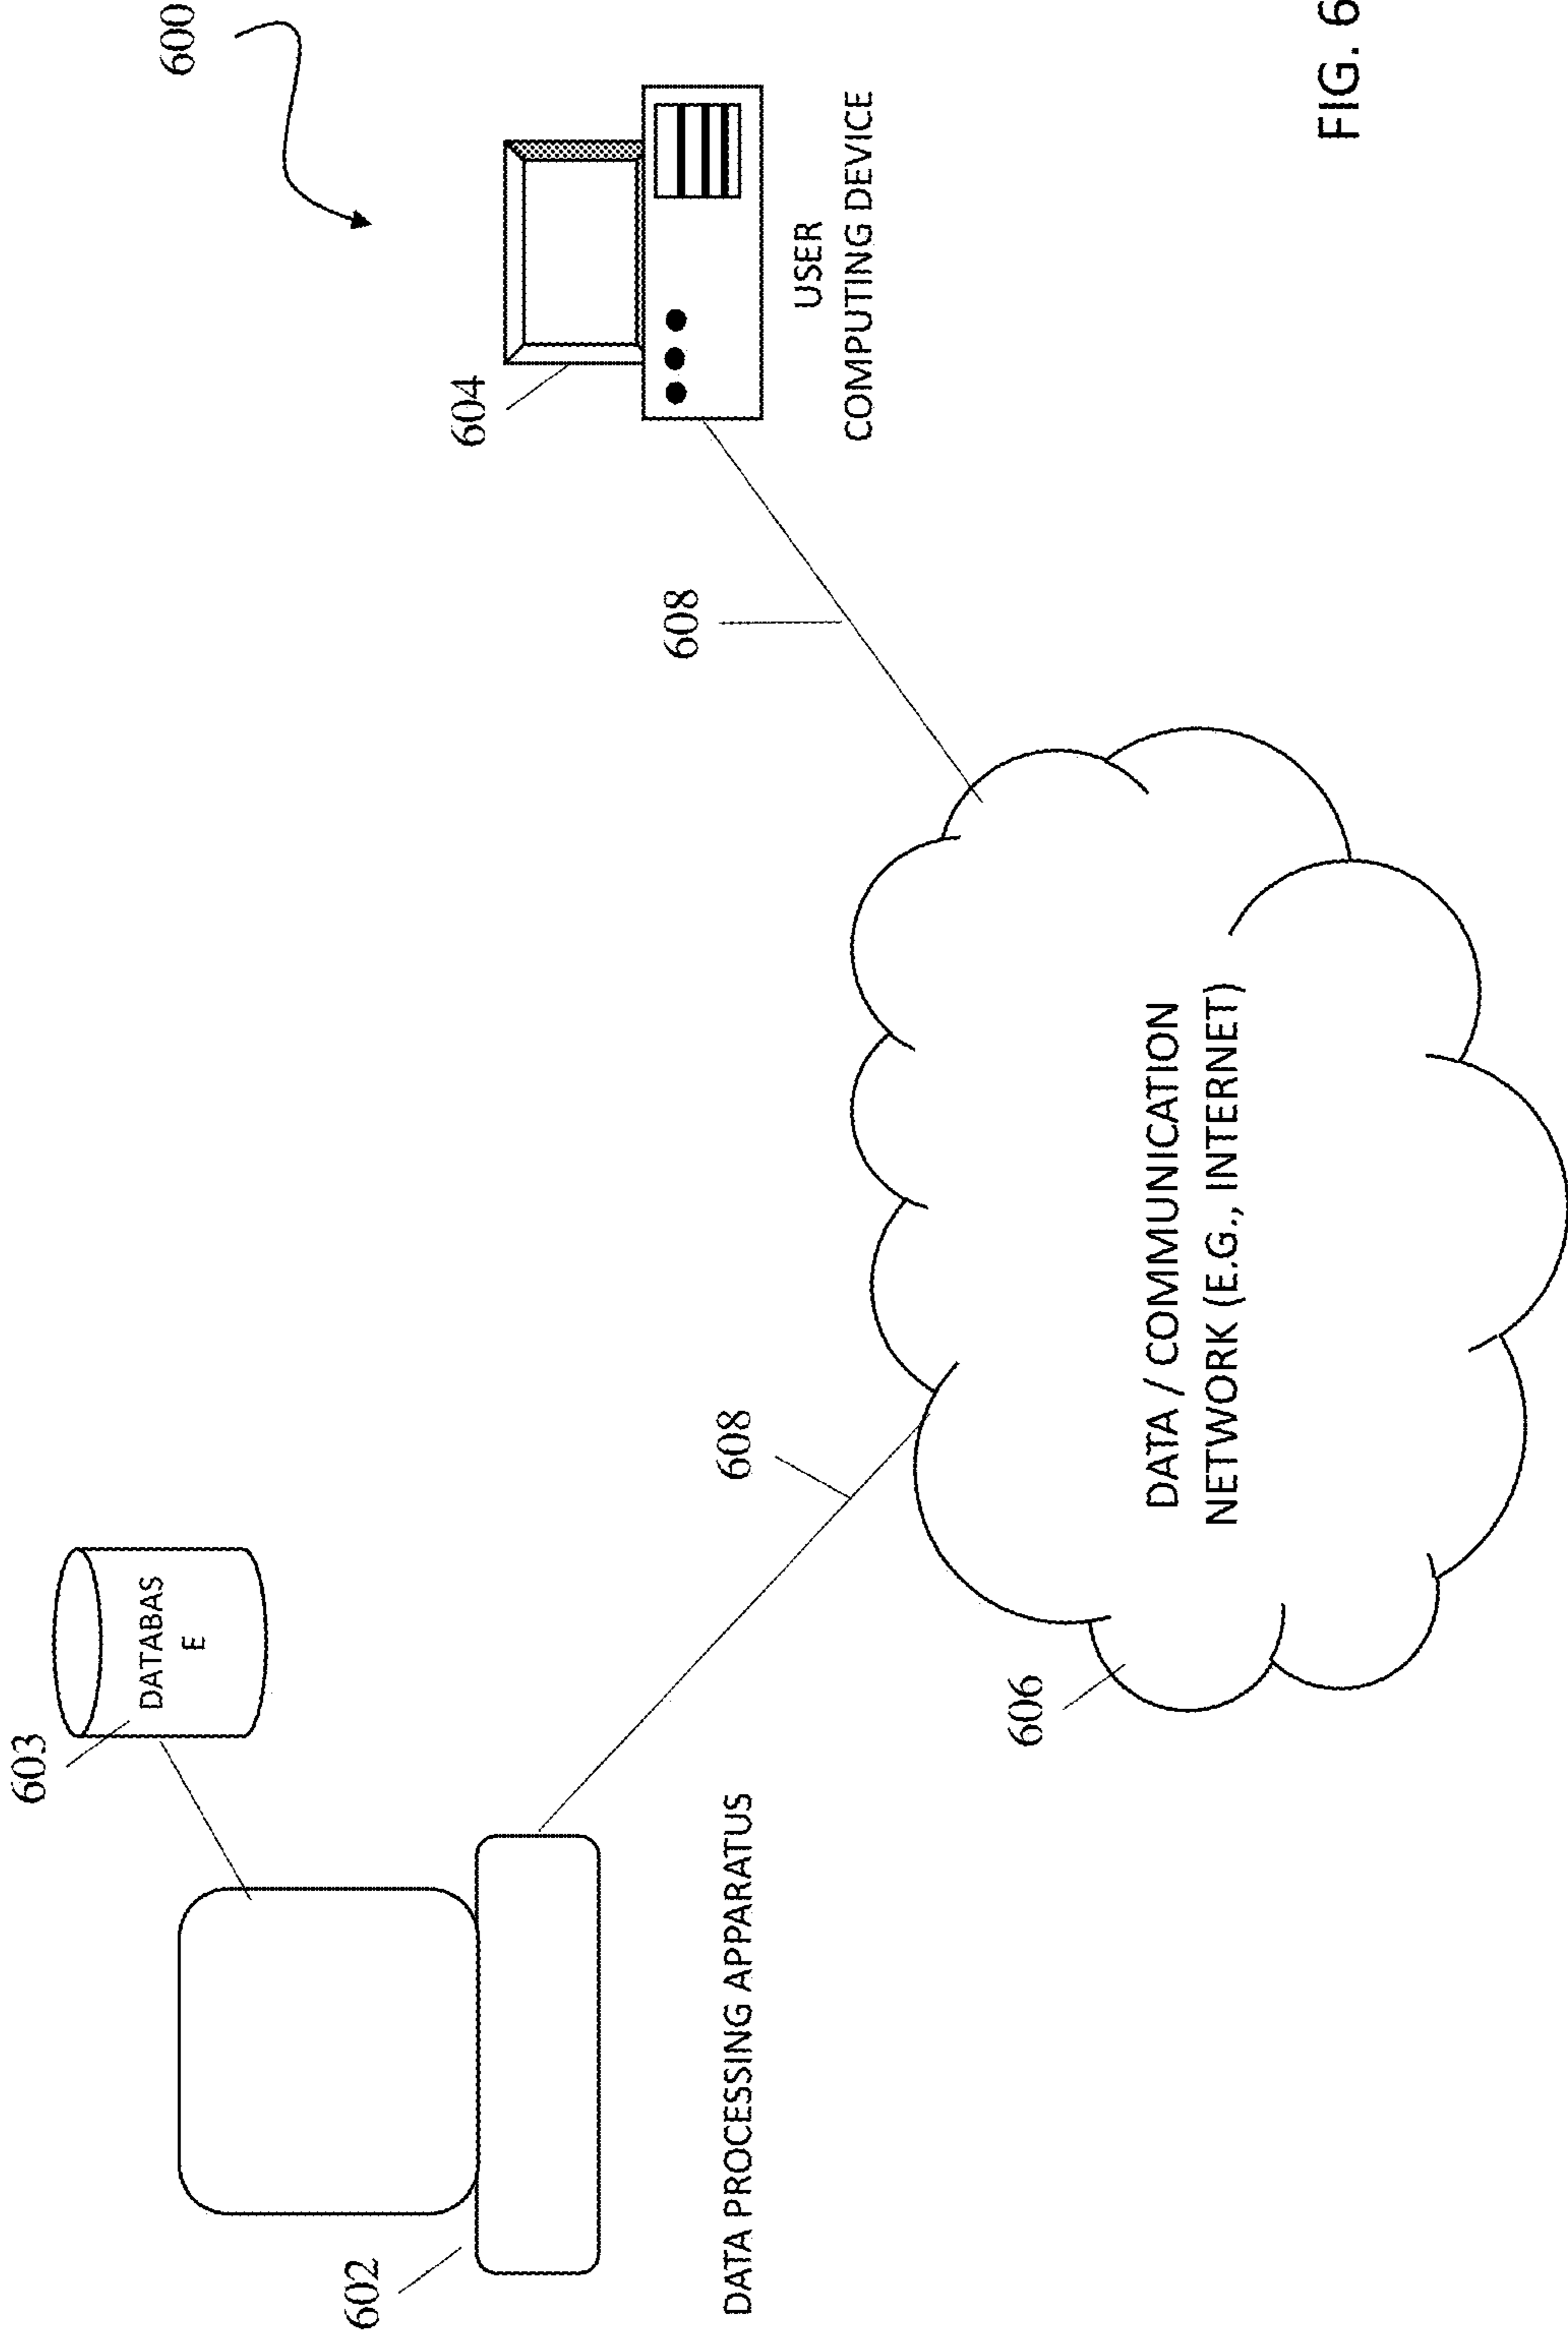 600
603
DATABAS
E
602
604
608
608
USER
COMPUTING DEVICE
DATA PROCESSING APPARATUS
606
DATA / COMMUNICATION
NETWORK (E.G., INTERNET)
FIG. 6